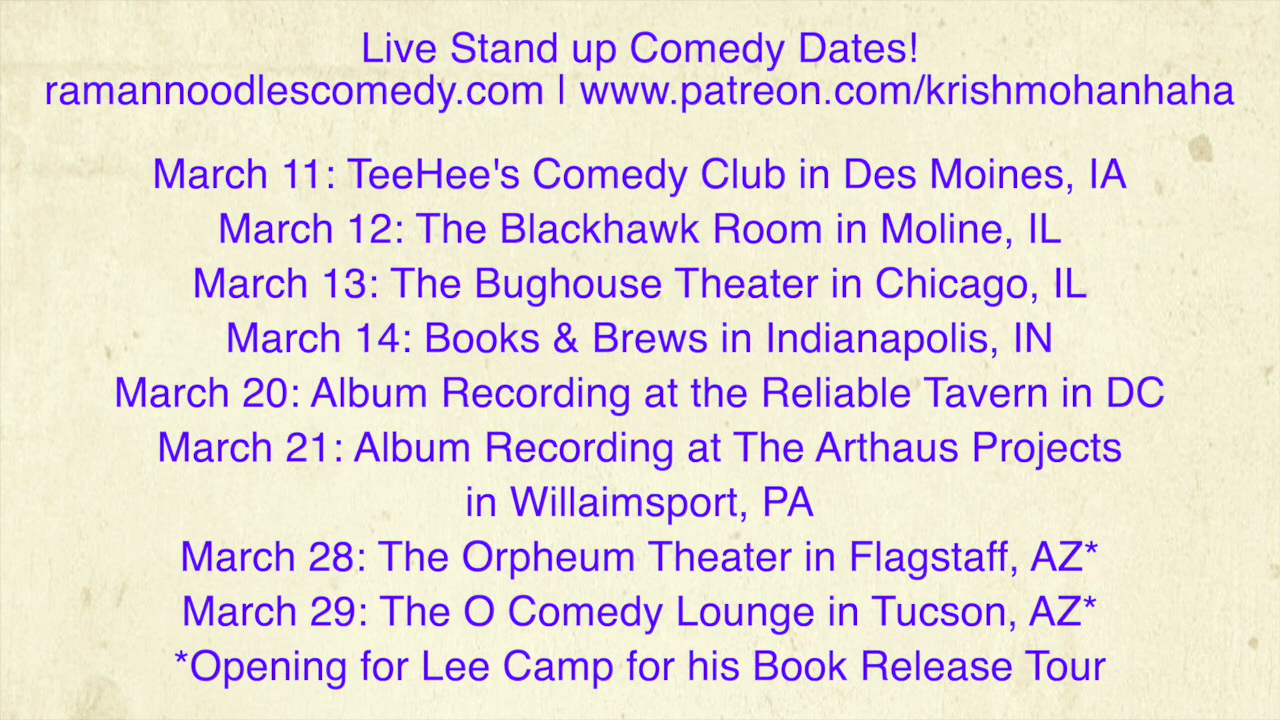 Live Stand up Comedy Dates!
ramannoodlescomedy.com | www.patreon.com/krishmohanhaha
March 11: TeeHee's Comedy Club in Des Moines, IA
March 12: The Blackhawk Room in Moline, IL
March 13: The Bughouse Theater in Chicago, IL
March 14: Books & Brews in Indianapolis, IN
March 20: Album Recording at the Reliable Tavern in DC
March 21: Album Recording at The Arthaus Projects
in Willaimsport, PA
March 28: The Orpheum Theater in Flagstaff, AZ*
March 29: The O Comedy Lounge in Tucson, AZ*
*Opening for Lee Camp for his Book Release Tour